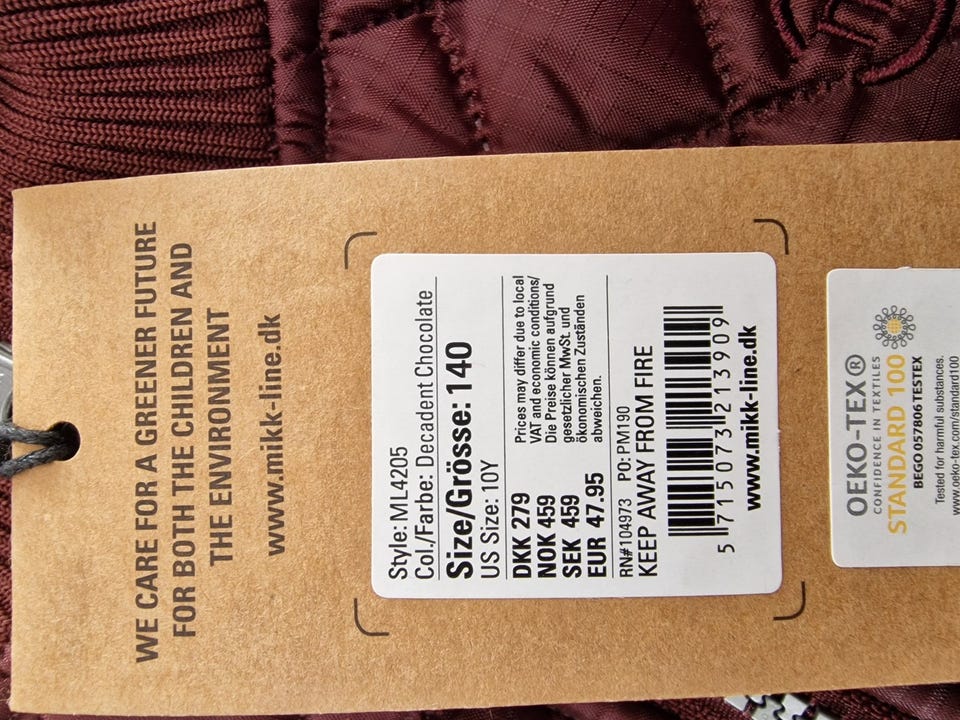 WE CARE FOR A GREENER FUTURE
FOR BOTH THE CHILDREN AND
THE ENVIRONMENT
www.mikk-line.dk
Style: ML4205
Col./Farbe: Decadent Chocolate
Size/Grösse: 140
US Size: 10Y
DKK 279
NOK 459
SEK 459
EUR 47.95
Prices may differ due to local
VAT and economic conditions/
Die Preise können aufgrund
gesetzlicher MwSt. und
ökonomischen Zuständen
abweichen.
RN#104973 PO: PM190
KEEP AWAY FROM FIRE
5 715073 213909
www.mikk-line.dk
OEKO-TEX®
CONFIDENCE IN TEXTILES
STANDARD 100
BEGO 057806 TESTEX
Tested for harmful substances.
www.oeko-tex.com/standard100